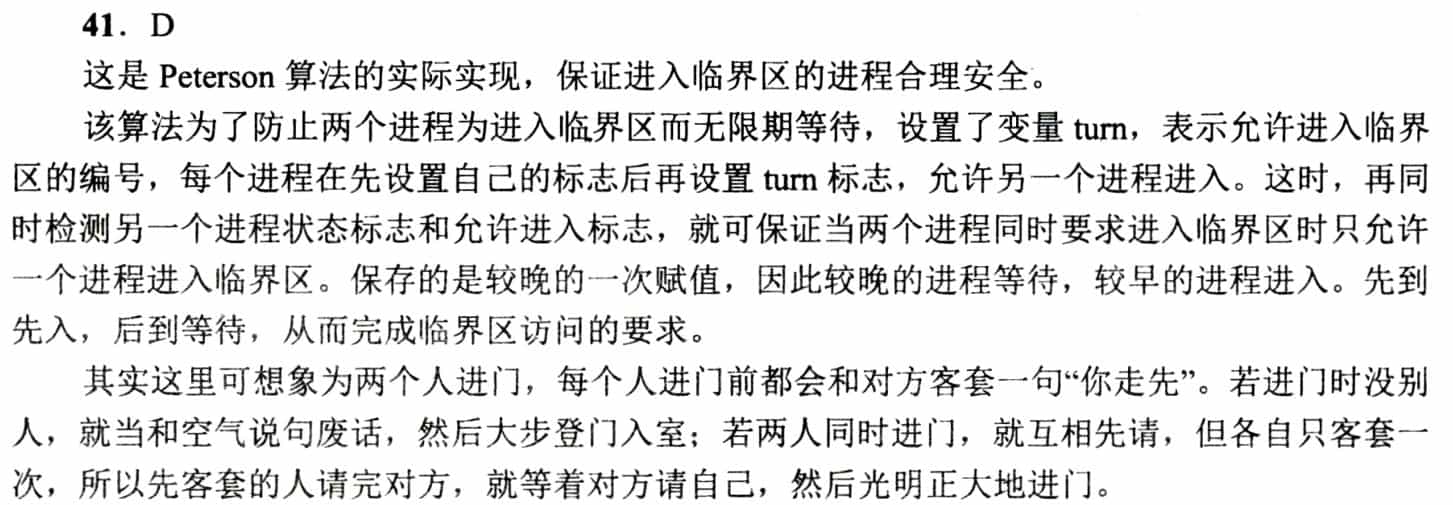 41．D
这是 Peterson 算法的实际实现，保证进入临界区的进程合理安全。
该算法为了防止两个进程为进入临界区而无限期等待，设置了变量 turn，表示允许进入临界
区的编号，每个进程在先设置自己的标志后再设置 turn 标志，允许另一个进程进入。这时，再同
时检测另一个进程状态标志和允许进入标志，就可保证当两个进程同时要求进入临界区时只允许
一个进程进入临界区。保存的是较晚的一次赋值，因此较晚的进程等待，较早的进程进入。先到
先入，后到等待，从而完成临界区访问的要求。
其实这里可想象为两个人进门，每个人进门前都会和对方客套一句“你走先”。若进门时没别
人，就当和空气说句废话，然后大步登门入室；若两人同时进门，就互相先请，但各自只客套一
次，所以先客套的人请完对方，就等着对方请自己，然后光明正大地进门。